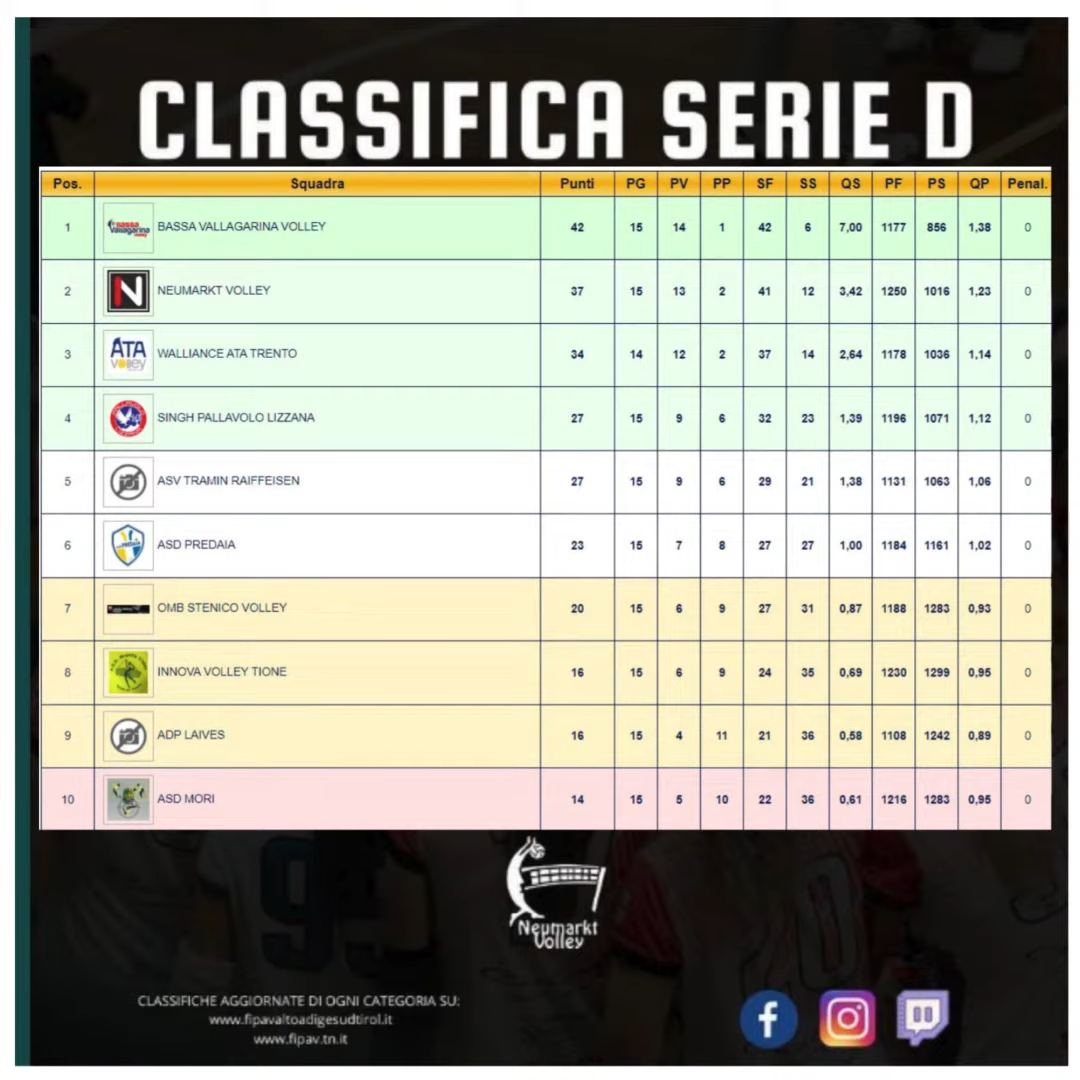 CLASSIFICA SERIE D
Pos. Squadra Punti PG PV PP SF SS QS PF PS QP Penal.
1 BASSA VALLAGARINA VOLLEY 42 15 14 1 42 6 7,00 1177 856 1,38 0
2 N NEUMARKT VOLLEY 37 15 13 2 41 12 3,42 1250 1016 1,23 0
3 ATA volley WALLIANCE ATA TRENTO 34 14 12 2 37 14 2,64 1178 1036 1,14 0
4 SINGH PALLAVOLO LIZZANA 27 15 9 6 32 23 1,39 1196 1071 1,12 0
5 ASV TRAMIN RAIFFEISEN 27 15 9 6 29 21 1,38 1131 1063 1,06 0
6 ASD PREDAIA 23 15 7 8 27 27 1,00 1184 1161 1,02 0
7 OMB STENICO VOLLEY 20 15 6 9 27 31 0,87 1188 1283 0,93 0
8 INNOVA VOLLEY TIONE 16 15 6 9 24 35 0,69 1230 1299 0,95 0
9 ADP LAIVES 16 15 4 11 21 36 0,58 1108 1242 0,89 0
10 ASD MORI 14 15 5 10 22 36 0,61 1216 1283 0,95 0
Neumarkt
Volley
CLASSIFICHE AGGIORNATE DI OGNI CATEGORIA SU:
www.fipavaltoadigesudtirol.it
www.fipav.tn.it